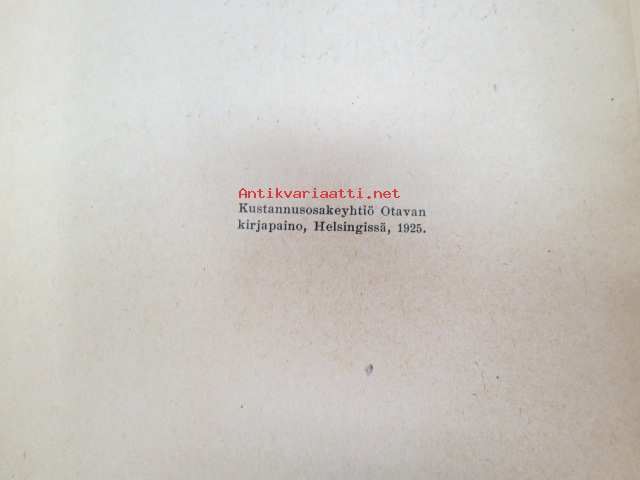 Antikvariaatti.net
Kustannusosakeyhtiö Otavan
kirjapaino, Helsingissä, 1925.